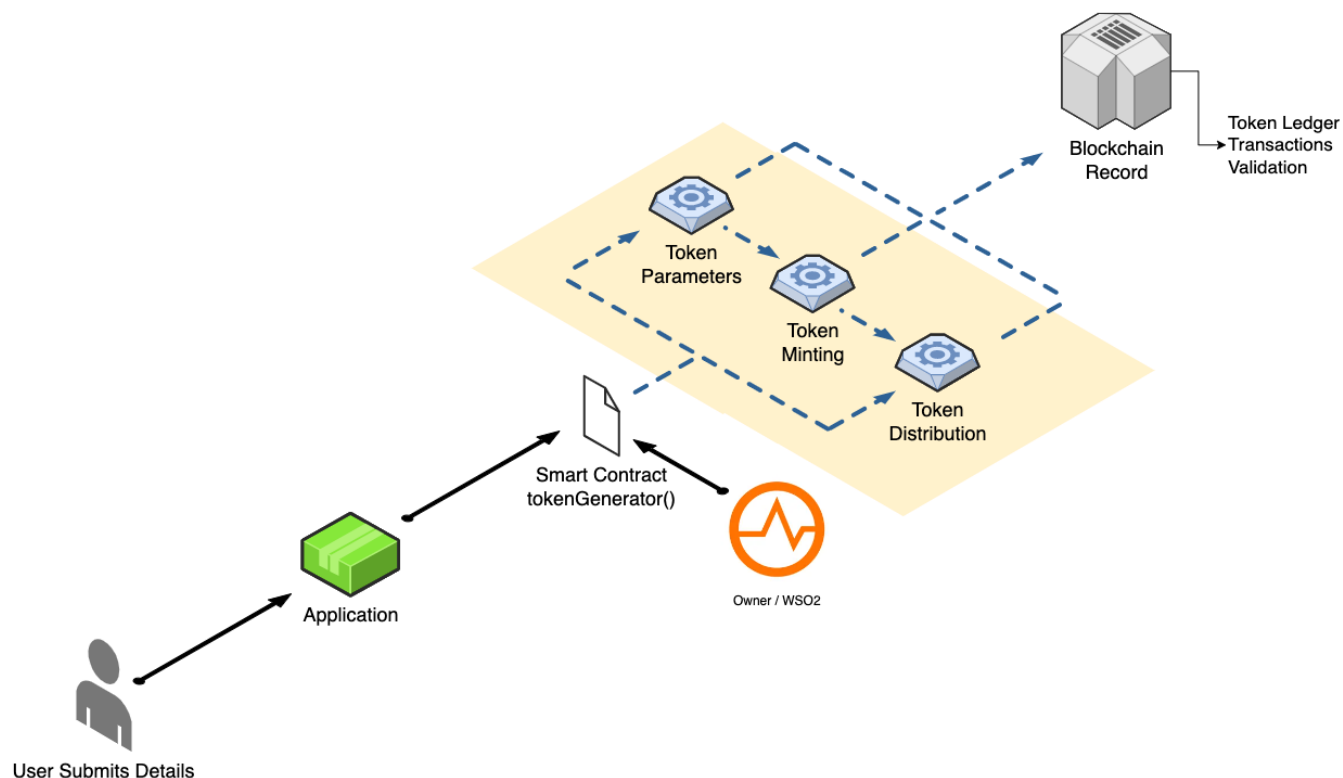 Token Ledger
Transactions
Validation
Blockchain
Record
Token
Parameters
Token
Minting
Token
Distribution
Smart Contract
tokenGenerator()
Owner / WSO2
Application
User Submits Details